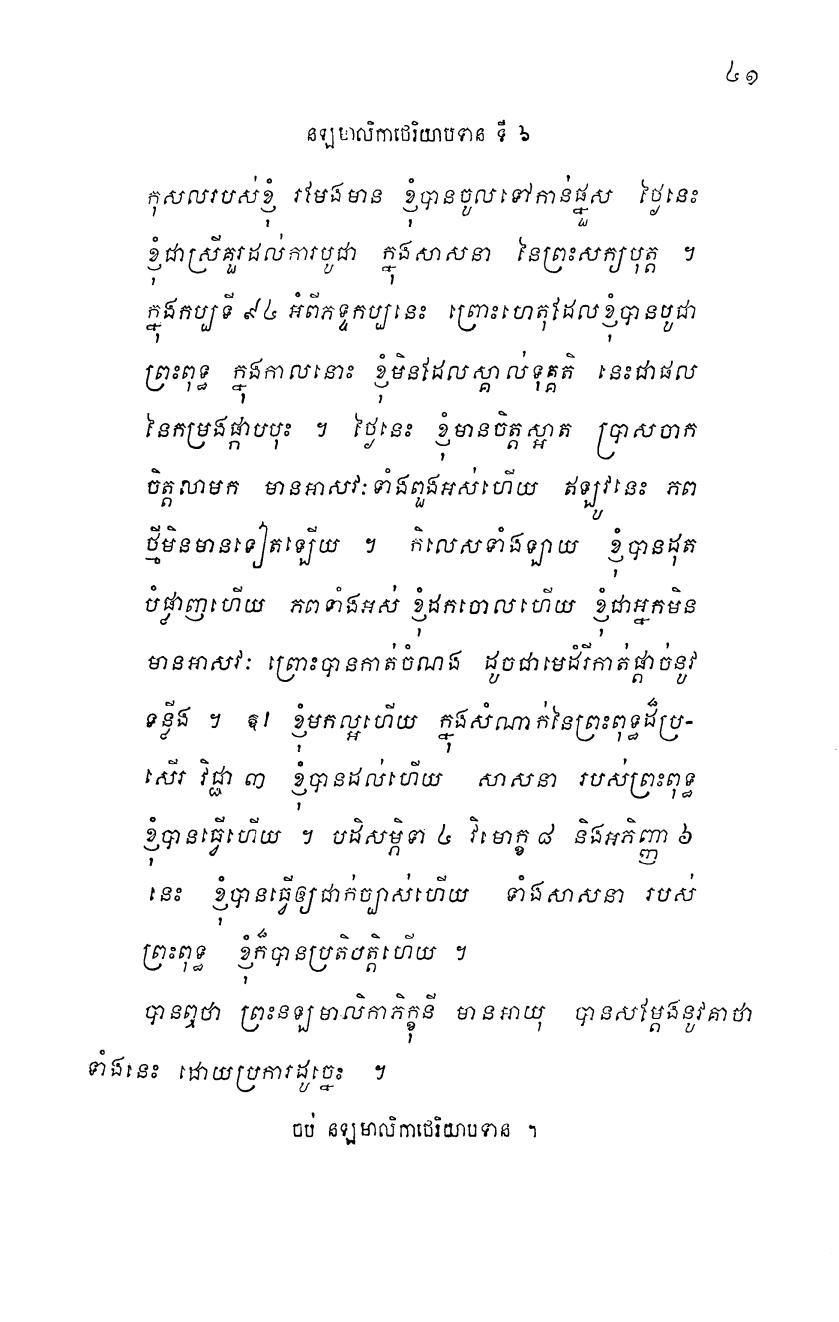 ៤១
នឡមាលិកាថេរិយាបទាន ទី ៦
កុសលរបស់ខ្ញុំ រមែងមាន ខ្ញុំបានចូលទៅកាន់ផ្នួស ថ្ងៃនេះ
ខ្ញុំជាស្រីគួរដល់ការបូជា ក្នុងសាសនា នៃព្រះសក្យបុត្ត ។
ក្នុងកប្បទី ៩៤ អំពីភទ្ទកប្បនេះ ព្រោះហេតុដែលខ្ញុំបានបូជា
ព្រះពុទ្ធ ក្នុងកាលនោះ ខ្ញុំមិនដែលស្គាល់ទុគ្គតិ នេះជាផល
នៃកម្រងផ្កាបបុះ ។ ថ្ងៃនេះ ខ្ញុំមានចិត្តស្អាត ប្រាសចាក
ចិត្តលាមក មានអាសវៈទាំងពួងអស់ហើយ ឥឡូវនេះ ភព
ថ្មីមិនមានទៀតឡើយ ។ កិលេសទាំងឡាយ ខ្ញុំបានដុត
បំផ្លាញហើយ ភពទាំងអស់ ខ្ញុំដកចោលហើយ ខ្ញុំជាអ្នកមិន
មានអាសវៈ ព្រោះបានកាត់ចំណង ដូចជាមេដំរីកាត់ផ្តាច់នូវ
ទន្លីង ។ ឱ! ខ្ញុំមកល្អហើយ ក្នុងសំណាក់នៃព្រះពុទ្ធដ៏ប្រ-
សើរ វិជ្ជា ៣ ខ្ញុំបានដល់ហើយ សាសនា របស់ព្រះពុទ្ធ
ខ្ញុំបានធ្វើហើយ ។ បដិសម្ភិទា ៤ វិមោក្ខ ៨ និងអភិញ្ញា ៦
នេះ ខ្ញុំបានធ្វើឲ្យជាក់ច្បាស់ហើយ ទាំងសាសនា របស់
ព្រះពុទ្ធ ខ្ញុំក៏បានប្រតិបត្តិហើយ ។
បានឮថា ព្រះនឡមាលិកាភិក្ខុនី មានអាយុ បានសម្តែងនូវគាថា
ទាំងនេះ ដោយប្រការដូច្នេះ ។
ចប់ នឡមាលិកាថេរិយាបទាន ។